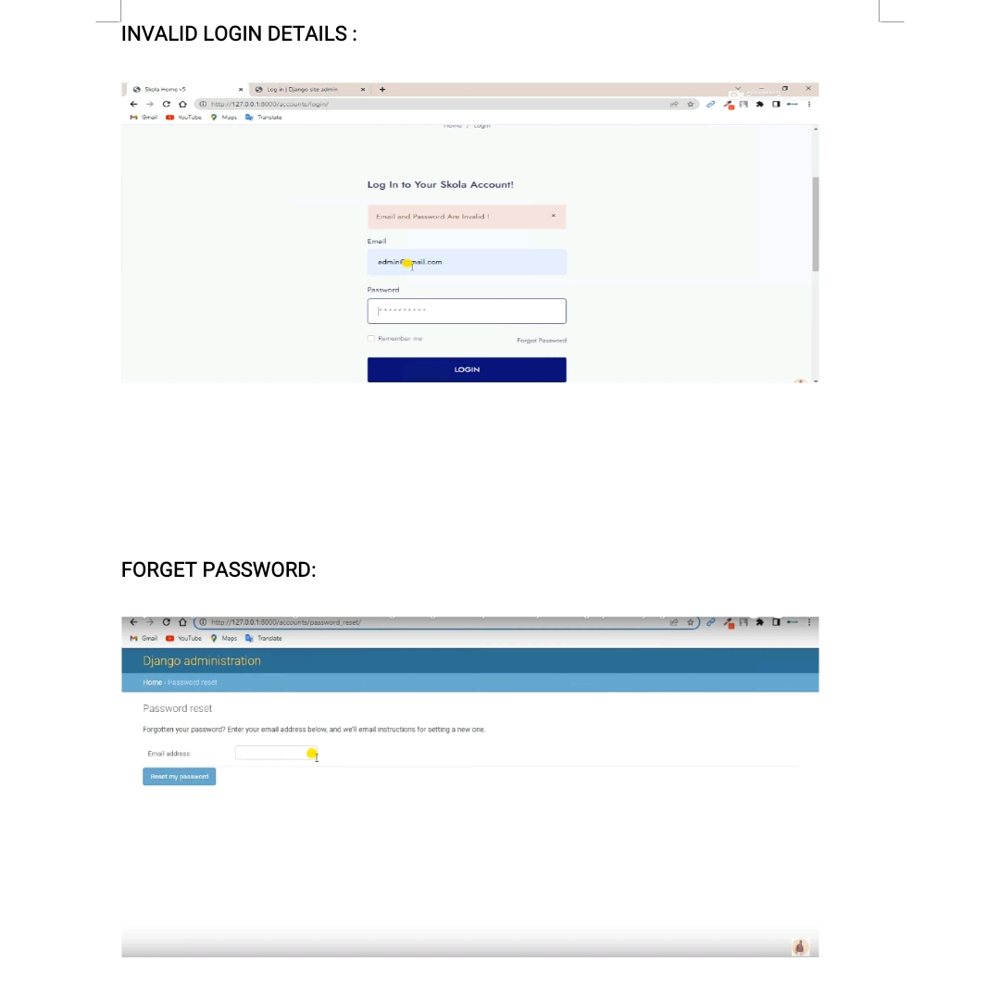 INVALID LOGIN DETAILS :
Skola Home v5
Log in | Django site admin
http://127.0.0.1:8000/accounts/login/
Gmail YouTube Maps Translate
Home / Login
Log In to Your Skola Account!
Email and Password Are Invalid !
Email
Password
**********
Remember me
Forgot Password
LOGIN
FORGET PASSWORD:
http://127.0.0.1:8000/accounts/password_reset/
Gmail YouTube Maps Translate
Django administration
Home › Password reset
Password reset
Forgotten your password? Enter your email address below, and we'll email instructions for setting a new one.
Email address:
Reset my password